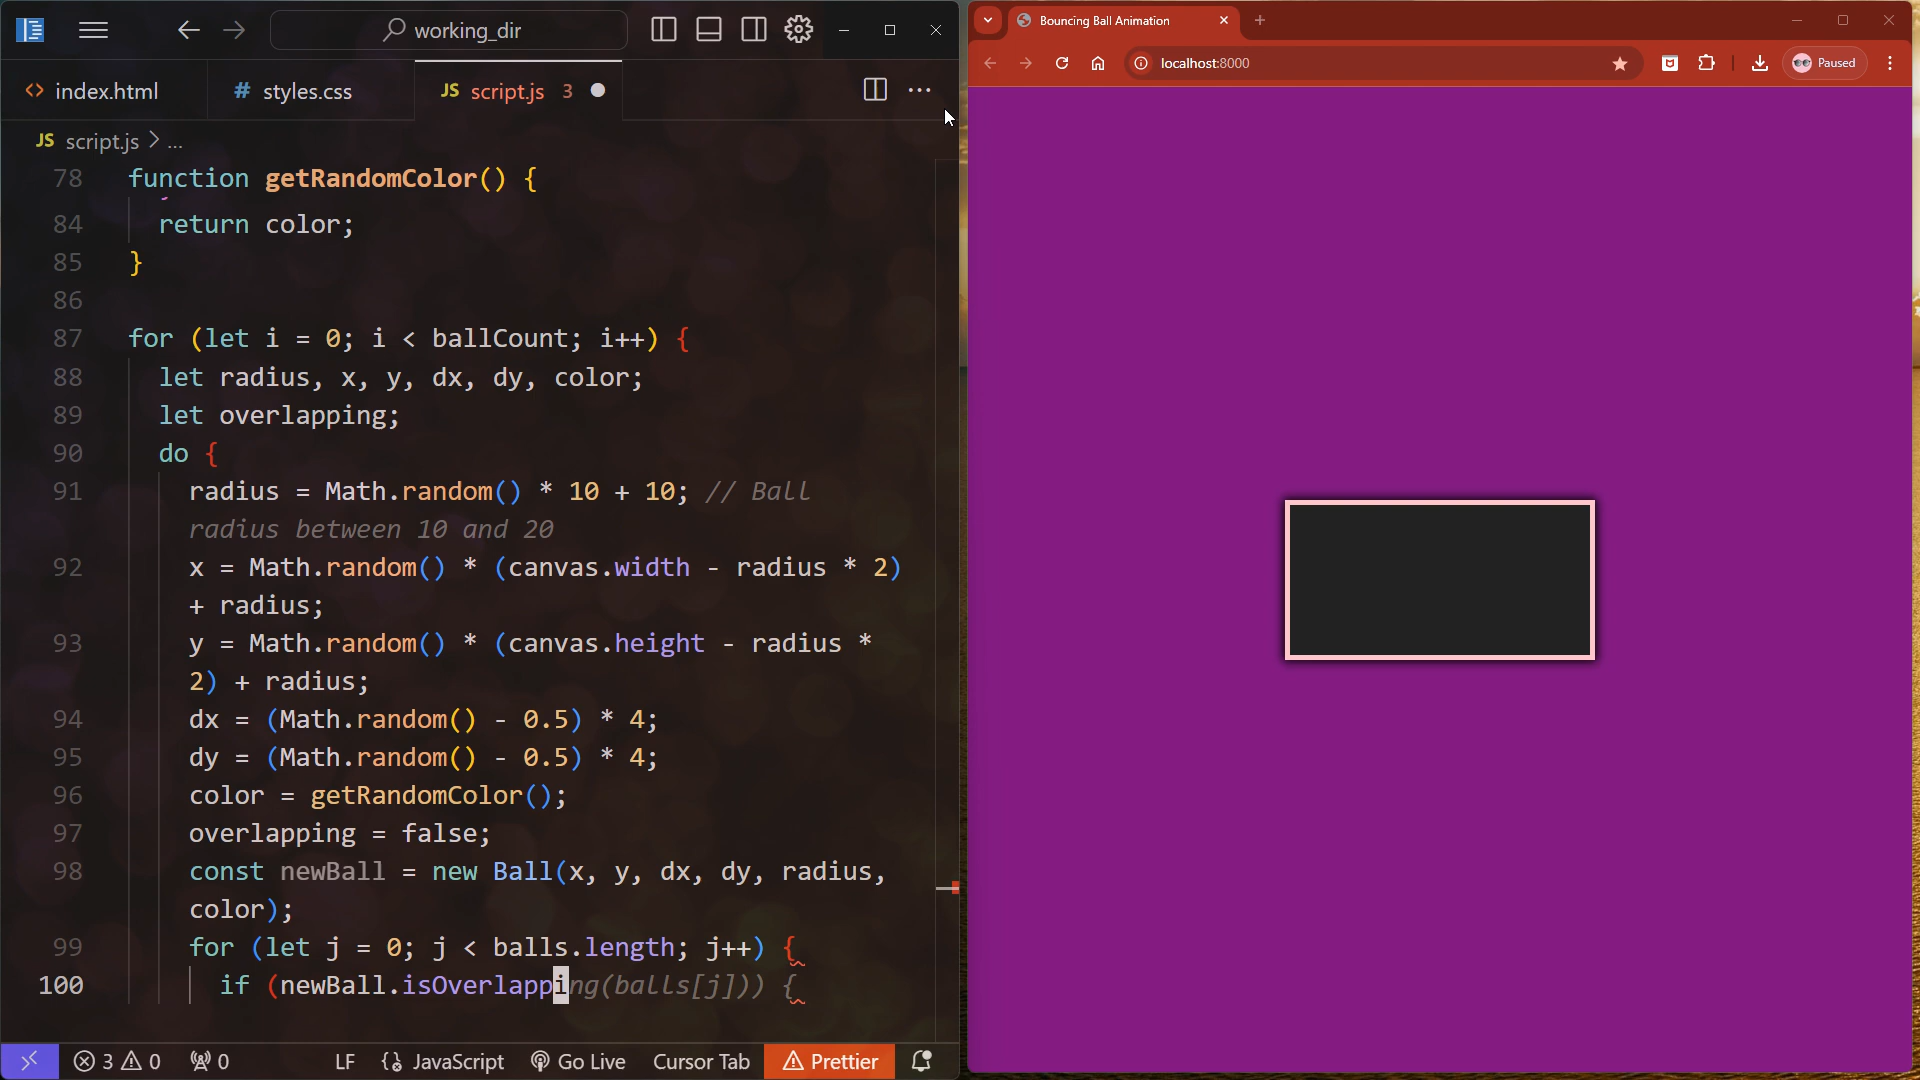 working_dir
index.html
# styles.css
JS script.js 3
JS script.js > ...
78 function getRandomColor() {
84 return color;
85 }
86
87 for (let i = 0; i < ballCount; i++) {
88 let radius, x, y, dx, dy, color;
89 let overlapping;
90 do {
91 radius = Math.random() * 10 + 10; // Ball
radius between 10 and 20
92 x = Math.random() * (canvas.width - radius * 2)
+ radius;
93 y = Math.random() * (canvas.height - radius *
2) + radius;
94 dx = (Math.random() - 0.5) * 4;
95 dy = (Math.random() - 0.5) * 4;
96 color = getRandomColor();
97 overlapping = false;
98 const newBall = new Ball(x, y, dx, dy, radius,
color);
99 for (let j = 0; j < balls.length; j++) {
100 if (newBall.isOverlapping(balls[j])) {
3 0 0 LF {} JavaScript Go Live Cursor Tab Prettier
Bouncing Ball Animation
localhost:8000
Paused